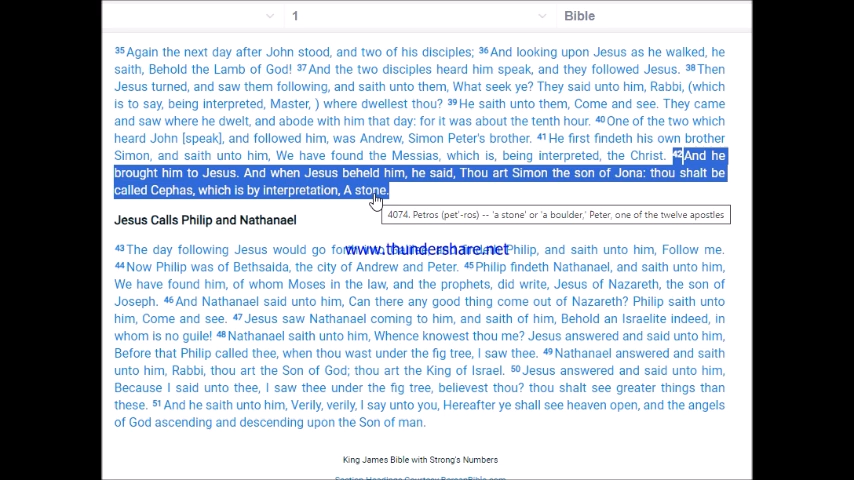 1 Bible
35 Again the next day after John stood, and two of his disciples; 36 And looking upon Jesus as he walked, he
saith, Behold the Lamb of God! 37 And the two disciples heard him speak, and they followed Jesus. 38 Then
Jesus turned, and saw them following, and saith unto them, What seek ye? They said unto him, Rabbi, (which
is to say, being interpreted, Master, ) where dwellest thou? 39 He saith unto them, Come and see. They came
and saw where he dwelt, and abode with him that day: for it was about the tenth hour. 40 One of the two which
heard John [speak], and followed him, was Andrew, Simon Peter's brother. 41 He first findeth his own brother
Simon, and saith unto him, We have found the Messias, which is, being interpreted, the Christ. 42 And he
brought him to Jesus. And when Jesus beheld him, he said, Thou art Simon the son of Jona: thou shalt be
called Cephas, which is by interpretation, A stone.
4074. Petros (pet'-ros) -- 'a stone' or 'a boulder,' Peter, one of the twelve apostles
Jesus Calls Philip and Nathanael
www.thundershare.net
43 The day following Jesus would go forth Philip, and saith unto him, Follow me.
44 Now Philip was of Bethsaida, the city of Andrew and Peter. 45 Philip findeth Nathanael, and saith unto him,
We have found him, of whom Moses in the law, and the prophets, did write, Jesus of Nazareth, the son of
Joseph. 46 And Nathanael said unto him, Can there any good thing come out of Nazareth? Philip saith unto
him, Come and see. 47 Jesus saw Nathanael coming to him, and saith of him, Behold an Israelite indeed, in
whom is no guile! 48 Nathanael saith unto him, Whence knowest thou me? Jesus answered and said unto him,
Before that Philip called thee, when thou wast under the fig tree, I saw thee. 49 Nathanael answered and saith
unto him, Rabbi, thou art the Son of God; thou art the King of Israel. 50 Jesus answered and said unto him,
Because I said unto thee, I saw thee under the fig tree, believest thou? thou shalt see greater things than
these. 51 And he saith unto him, Verily, verily, I say unto you, Hereafter ye shall see heaven open, and the angels
of God ascending and descending upon the Son of man.
King James Bible with Strong's Numbers